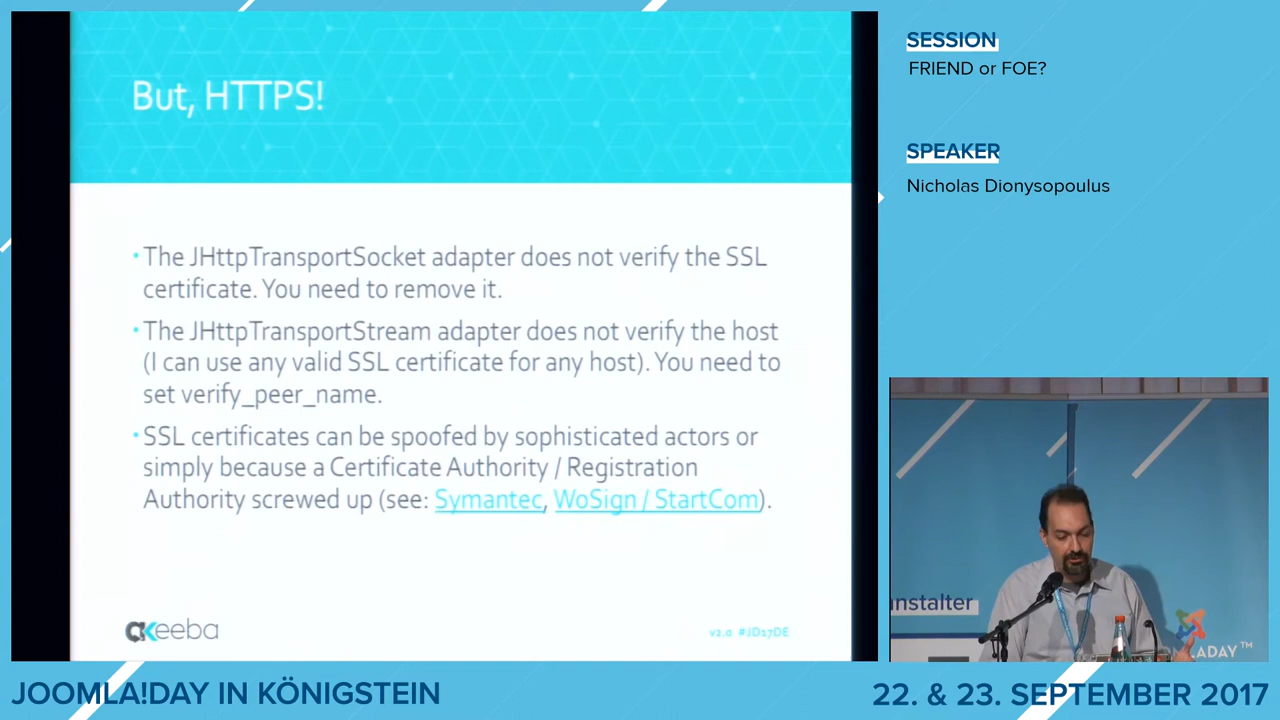 But, HTTPS!
• The JHttpTransportSocket adapter does not verify the SSL
certificate. You need to remove it.
• The JHttpTransportStream adapter does not verify the host
(I can use any valid SSL certificate for any host). You need to
set verify_peer_name.
• SSL certificates can be spoofed by sophisticated actors or
simply because a Certificate Authority / Registration
Authority screwed up (see: Symantec, WoSign / StartCom).
akeeba
v2.0 #JD17DE
SESSION
FRIEND or FOE?
SPEAKER
Nicholas Dionysopoulus
nstalter
LADAY™
JOOMLA!DAY IN KÖNIGSTEIN
22. & 23. SEPTEMBER 2017